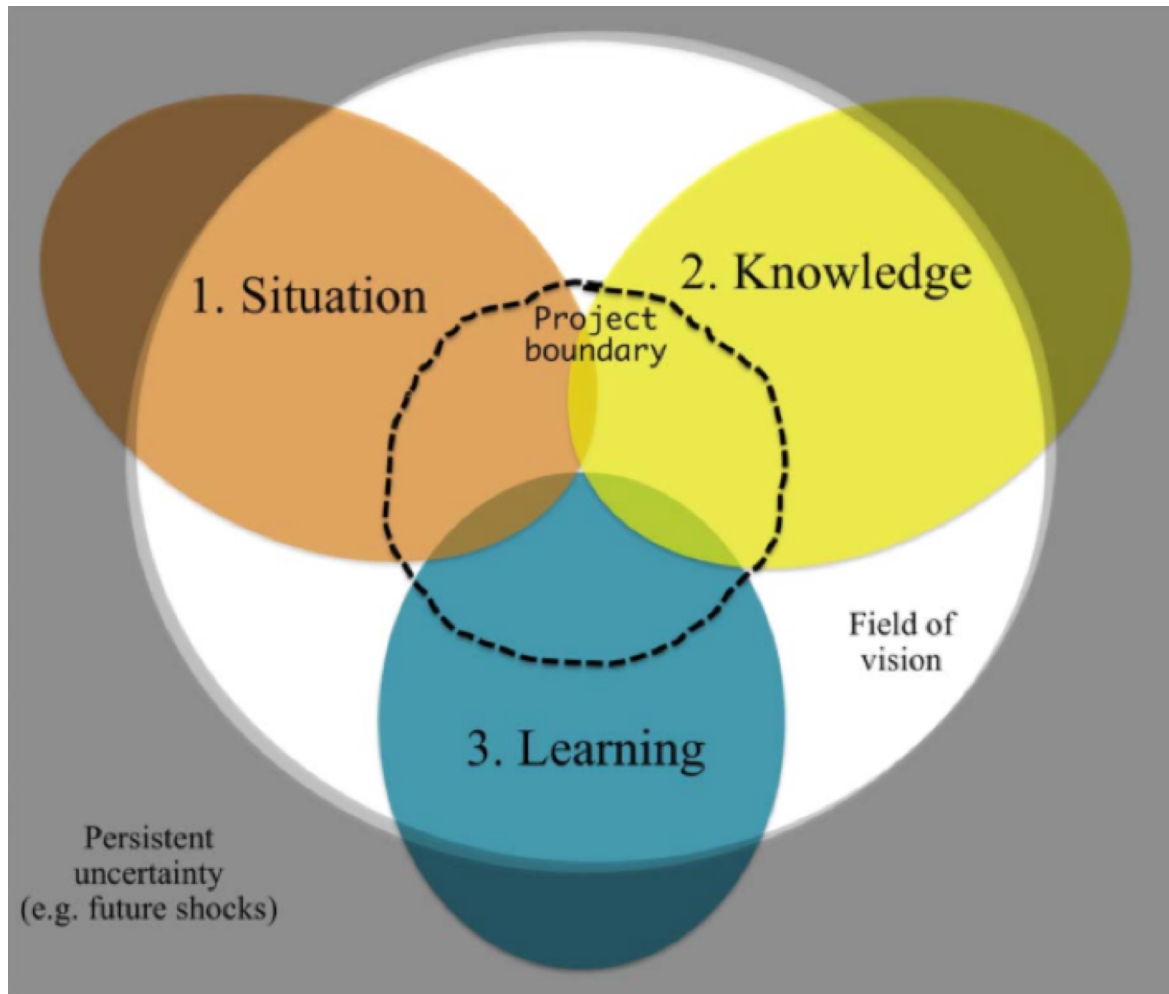 1. Situation
2. Knowledge
Project
boundary
Field of
vision
3. Learning
Persistent
uncertainty
(e.g. future shocks)